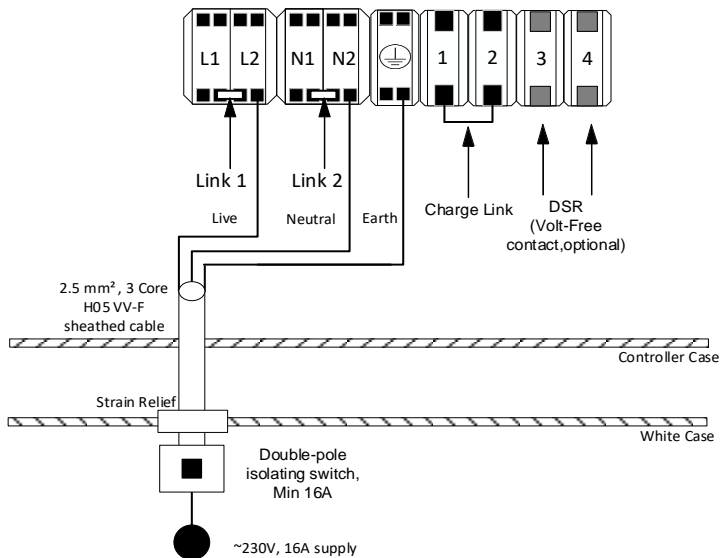 L1 L2 N1 N2 1 2 3 4
Link 1
Link 2
Live
Neutral
Earth
Charge Link
DSR
(Volt-Free
contact,optional)
2.5 mm², 3 Core
H05 VV-F
sheathed cable
Controller Case
Strain Relief
White Case
Double-pole
isolating switch,
Min 16A
~230V, 16A supply